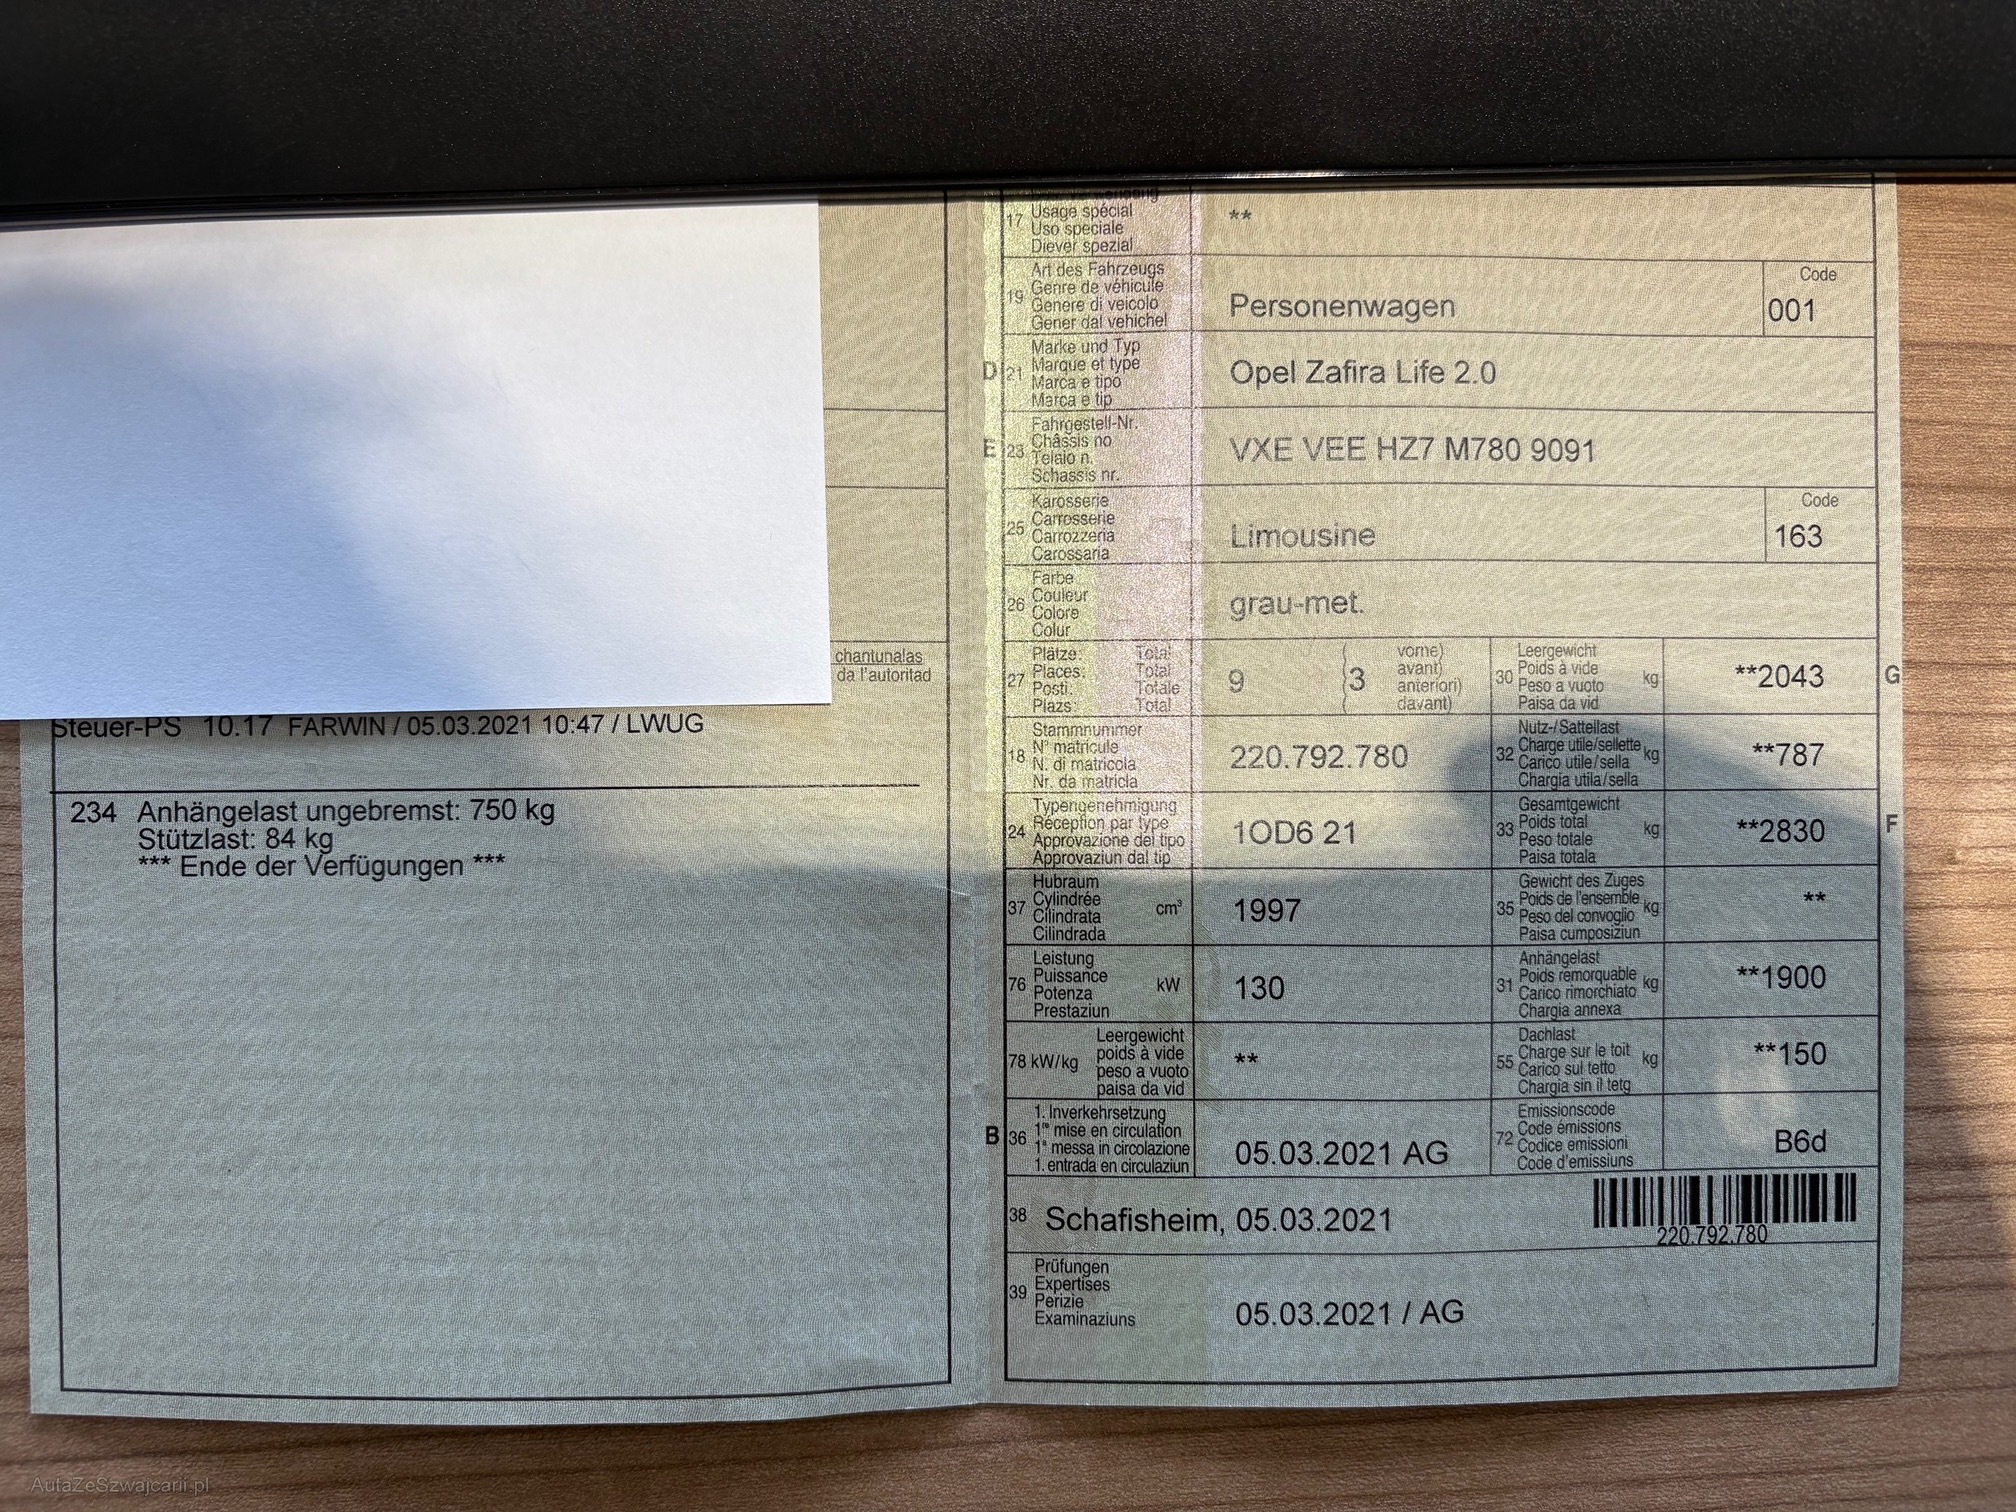 chantunalas
da l'autoritad
Steuer-PS 10.17 FARWIN / 05.03.2021 10:47 / LWUG
234 Anhängelast ungebremst: 750 kg
Stützlast: 84 kg
*** Ende der Verfügungen ***
17 Usage spécial
Uso speciale
Diever spezial
**
19 Art des Fahrzeugs
Genre de véhicule
Genere di veicolo
Gener dal vehichel
Personenwagen
Code
001
D 21 Marke und Typ
Marque et type
Marca e tipo
Marca e tip
Opel Zafira Life 2.0
E 23 Fahrgestell-Nr.
Châssis no
Telaio n.
Schassis nr.
VXE VEE HZ7 M780 9091
25 Karosserie
Carrosserie
Carrozzeria
Carossaria
Limousine
Code
163
26 Farbe
Couleur
Colore
Colur
grau-met.
27 Plätze: Total
Places: Total
Posti: Totale
Plazs: Total
9 (3 vorne)
avant)
anteriori)
davant)
30 Leergewicht
Poids à vide kg
Peso a vuoto
Paisa da vid
**2043
G
18 Stammnummer
N° matricule
N. di matricola
Nr. da matricla
220.792.780
32 Nutz-/Sattellast
Charge utile/sellette kg
Carico utile/sella
Chargia utila/sella
**787
24 Typengenehmigung
Réception par type
Approvazione del tipo
Approvaziun dal tip
1OD6 21
33 Gesamtgewicht
Poids total kg
Peso totale
Paisa totala
**2830
F
37 Hubraum
Cylindrée cm³
Cilindrata
Cilindrada
1997
35 Gewicht des Zuges
Poids de l'ensemble kg
Peso del convoglio
Paisa cumposiziun
**
76 Leistung
Puissance kW
Potenza
Prestaziun
130
31 Anhängelast
Poids remorquable kg
Carico rimorchiato
Chargia annexa
**1900
78 kW/kg Leergewicht
poids à vide
peso a vuoto
paisa da vid
**
55 Dachlast
Charge sur le toit kg
Carico sul tetto
Chargia sin il tetg
**150
B 36 1. Inverkehrsetzung
1re mise en circulation
1a messa in circolazione
1. entrada en circulaziun
05.03.2021 AG
72 Emissionscode
Code émissions
Codice emissioni
Code d'emissiuns
B6d
38 Schafisheim, 05.03.2021
220.792.780
39 Prüfungen
Expertises
Perizie
Examinaziuns
05.03.2021 / AG
AutaZeSzwajcarii.pl